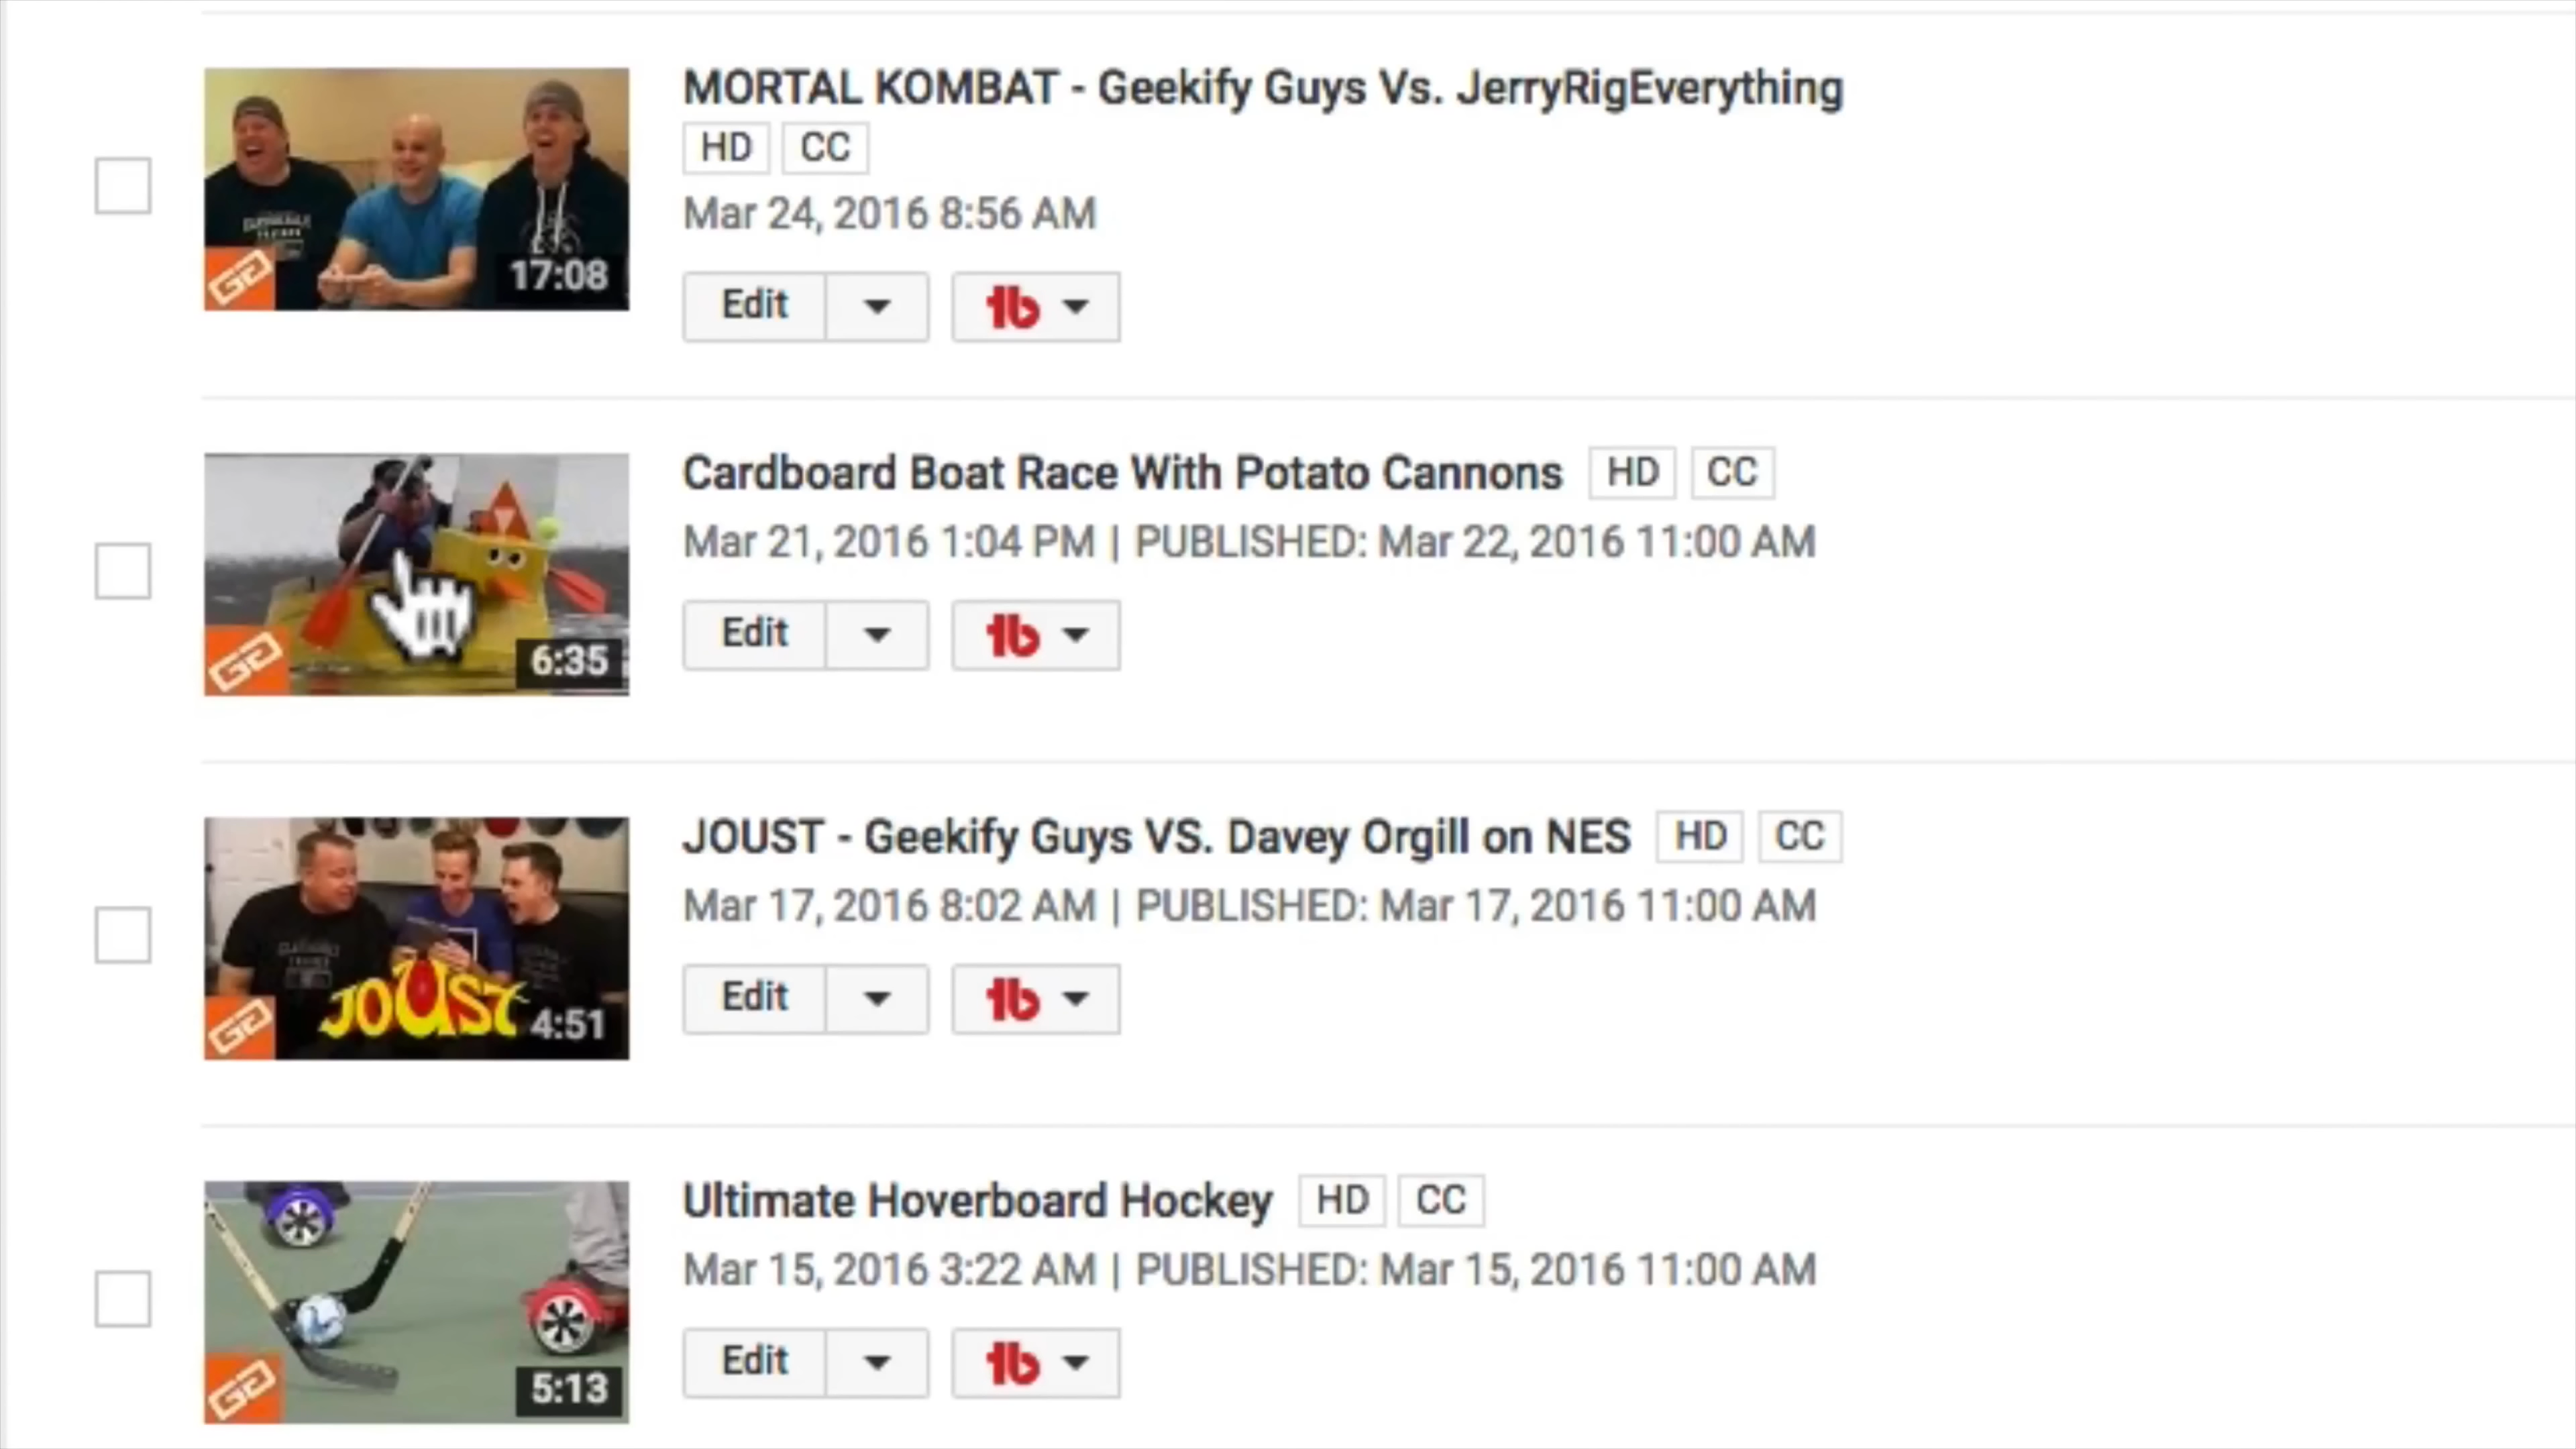 MORTAL KOMBAT - Geekify Guys Vs. JerryRigEverything
HD CC
Mar 24, 2016 8:56 AM
17:08
Edit
Cardboard Boat Race With Potato Cannons HD CC
Mar 21, 2016 1:04 PM | PUBLISHED: Mar 22, 2016 11:00 AM
6:35
Edit
JOUST - Geekify Guys VS. Davey Orgill on NES HD CC
Mar 17, 2016 8:02 AM | PUBLISHED: Mar 17, 2016 11:00 AM
JOUST 4:51
Edit
Ultimate Hoverboard Hockey HD CC
Mar 15, 2016 3:22 AM | PUBLISHED: Mar 15, 2016 11:00 AM
5:13
Edit